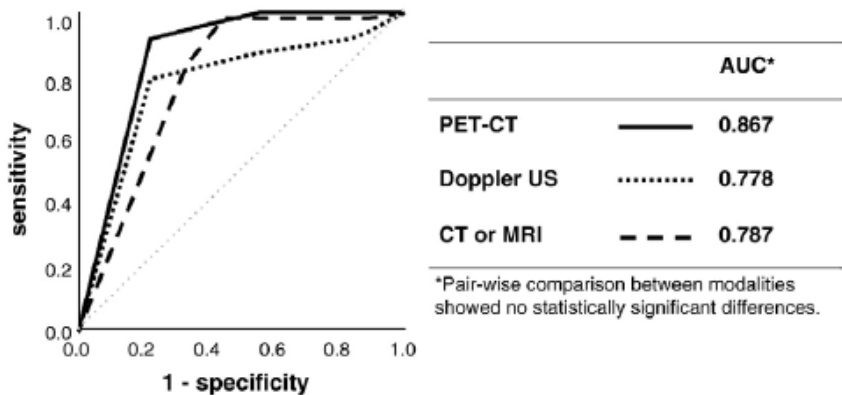 sensitivity
1.0
0.8
0.6
0.4
0.2
0.0
0.0 0.2 0.4 0.6 0.8 1.0
1 - specificity
AUC*
PET-CT 0.867
Doppler US 0.778
CT or MRI 0.787
*Pair-wise comparison between modalities
showed no statistically significant differences.